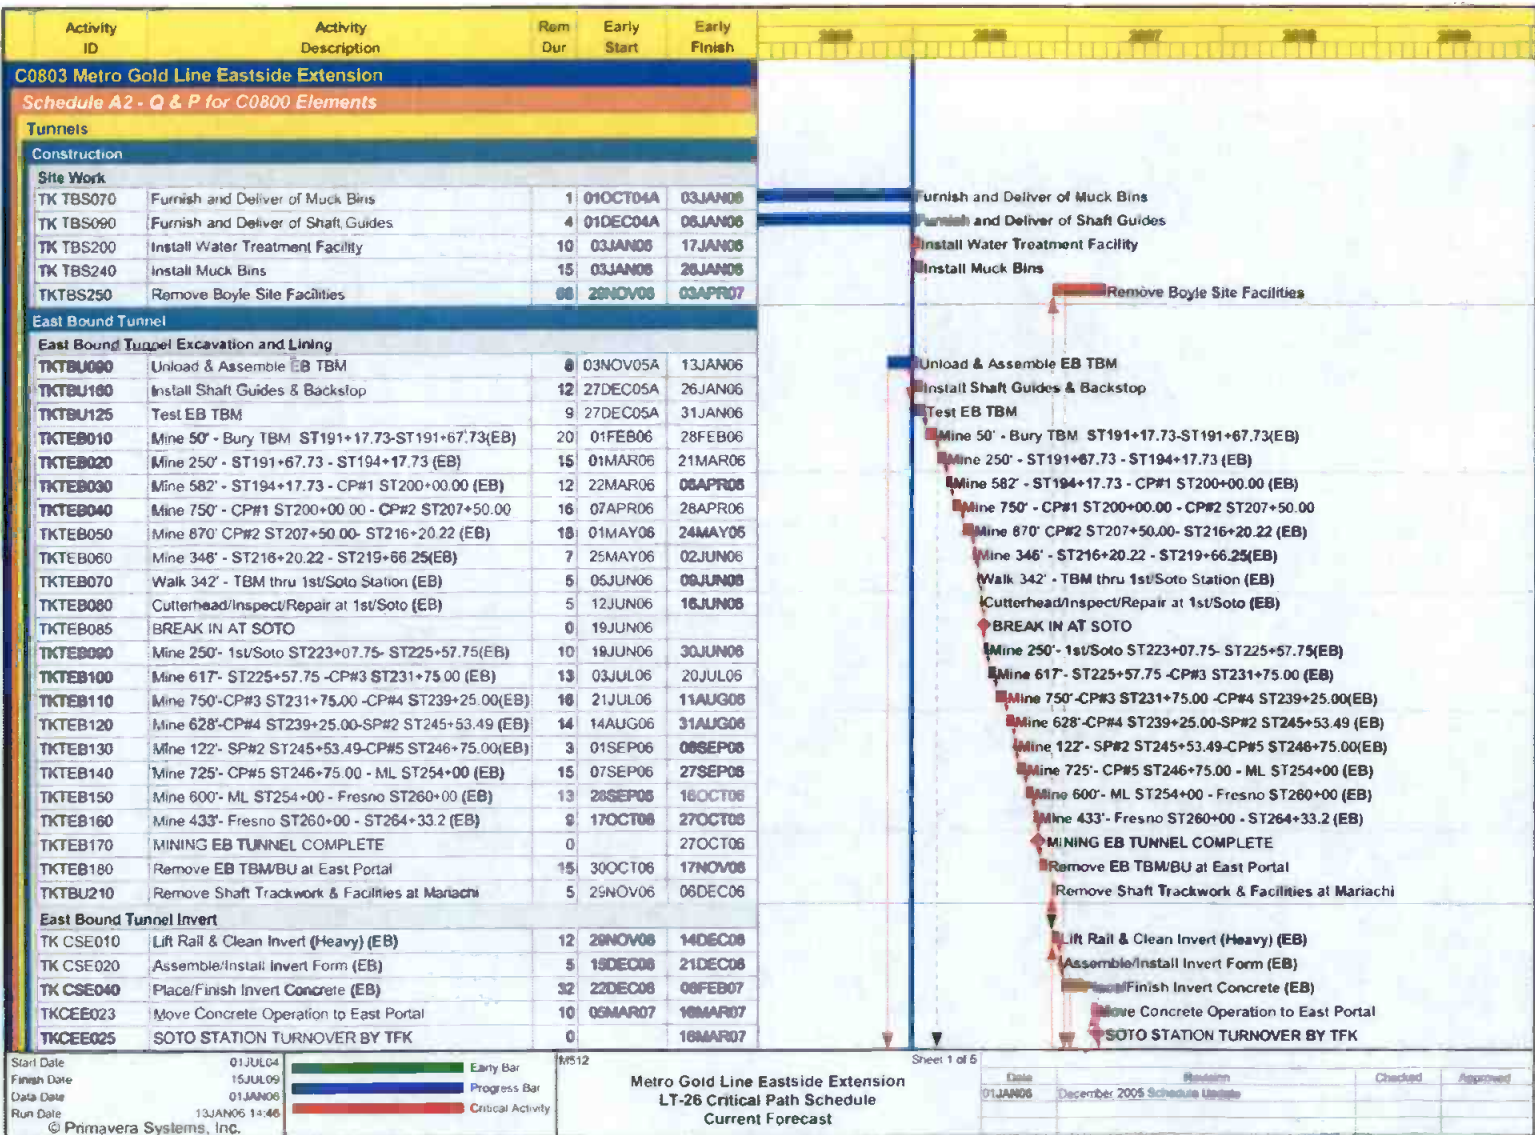 Activity Activity Rem Early Early
ID Description Dur Start Finish
2005 2006 2007 2008 2009
C0803 Metro Gold Line Eastside Extension
Schedule A2 - Q & P for C0800 Elements
Tunnels
Construction
Site Work
TK TBS070 Furnish and Deliver of Muck Bins 1 01OCT04A 03JAN06 Furnish and Deliver of Muck Bins
TK TBS090 Furnish and Deliver of Shaft Guides 4 01DEC04A 06JAN06 Furnish and Deliver of Shaft Guides
TK TBS200 Install Water Treatment Facility 10 03JAN06 17JAN06 Install Water Treatment Facility
TK TBS240 Install Muck Bins 15 03JAN06 26JAN06 Install Muck Bins
TKTBS250 Remove Boyle Site Facilities 29NOV06 03APR07 Remove Boyle Site Facilities
East Bound Tunnel
East Bound Tunnel Excavation and Lining
TKTBU090 Unload & Assemble EB TBM 8 03NOV05A 13JAN06 Unload & Assemble EB TBM
TKTBU160 Install Shaft Guides & Backstop 12 27DEC05A 26JAN06 Install Shaft Guides & Backstop
TKTBU125 Test EB TBM 9 27DEC05A 31JAN06 Test EB TBM
TKTEB010 Mine 50' - Bury TBM ST191+17.73-ST191+67.73(EB) 20 01FEB06 28FEB06 Mine 50' - Bury TBM ST191+17.73-ST191+67.73(EB)
TKTEB020 Mine 250' - ST191+67.73 - ST194+17.73 (EB) 15 01MAR06 21MAR06 Mine 250' - ST191+67.73 - ST194+17.73 (EB)
TKTEB030 Mine 582' - ST194+17.73 - CP#1 ST200+00.00 (EB) 12 22MAR06 06APR06 Mine 582' - ST194+17.73 - CP#1 ST200+00.00 (EB)
TKTEB040 Mine 750' - CP#1 ST200+00.00 - CP#2 ST207+50.00 16 07APR06 28APR06 Mine 750' - CP#1 ST200+00.00 - CP#2 ST207+50.00
TKTEB050 Mine 870' CP#2 ST207+50.00- ST216+20.22 (EB) 18 01MAY06 24MAY06 Mine 870' CP#2 ST207+50.00- ST216+20.22 (EB)
TKTEB060 Mine 346' - ST216+20.22 - ST219+66.25(EB) 7 25MAY06 02JUN06 Mine 346' - ST216+20.22 - ST219+66.25(EB)
TKTEB070 Walk 342' - TBM thru 1st/Soto Station (EB) 5 05JUN06 09JUN06 Walk 342' - TBM thru 1st/Soto Station (EB)
TKTEB080 Cutterhead/Inspect/Repair at 1st/Soto (EB) 5 12JUN06 16JUN06 Cutterhead/Inspect/Repair at 1st/Soto (EB)
TKTEB085 BREAK IN AT SOTO 0 19JUN06 BREAK IN AT SOTO
TKTEB090 Mine 250'- 1st/Soto ST223+07.75- ST225+57.75(EB) 10 19JUN06 30JUN06 Mine 250'- 1st/Soto ST223+07.75- ST225+57.75(EB)
TKTEB100 Mine 617'- ST225+57.75 -CP#3 ST231+75.00 (EB) 13 03JUL06 20JUL06 Mine 617'- ST225+57.75 -CP#3 ST231+75.00 (EB)
TKTEB110 Mine 750'-CP#3 ST231+75.00 -CP#4 ST239+25.00(EB) 16 21JUL06 11AUG06 Mine 750'-CP#3 ST231+75.00 -CP#4 ST239+25.00(EB)
TKTEB120 Mine 628'-CP#4 ST239+25.00-SP#2 ST245+53.49 (EB) 14 14AUG06 31AUG06 Mine 628'-CP#4 ST239+25.00-SP#2 ST245+53.49 (EB)
TKTEB130 Mine 122'- SP#2 ST245+53.49-CP#5 ST246+75.00(EB) 3 01SEP06 06SEP06 Mine 122'- SP#2 ST245+53.49-CP#5 ST246+75.00(EB)
TKTEB140 Mine 725'- CP#5 ST246+75.00 - ML ST254+00 (EB) 15 07SEP06 27SEP06 Mine 725'- CP#5 ST246+75.00 - ML ST254+00 (EB)
TKTEB150 Mine 600'- ML ST254+00 - Fresno ST260+00 (EB) 13 28SEP06 16OCT06 Mine 600'- ML ST254+00 - Fresno ST260+00 (EB)
TKTEB160 Mine 433'- Fresno ST260+00 - ST264+33.2 (EB) 9 17OCT06 27OCT06 Mine 433'- Fresno ST260+00 - ST264+33.2 (EB)
TKTEB170 MINING EB TUNNEL COMPLETE 0 27OCT06 MINING EB TUNNEL COMPLETE
TKTEB180 Remove EB TBM/BU at East Portal 15 30OCT06 17NOV06 Remove EB TBM/BU at East Portal
TKTBU210 Remove Shaft Trackwork & Facilities at Mariachi 5 29NOV06 06DEC06 Remove Shaft Trackwork & Facilities at Mariachi
East Bound Tunnel Invert
TK CSE010 Lift Rail & Clean Invert (Heavy) (EB) 12 29NOV06 14DEC06 Lift Rail & Clean Invert (Heavy) (EB)
TK CSE020 Assemble/Install Invert Form (EB) 5 15DEC06 21DEC06 Assemble/Install Invert Form (EB)
TK CSE040 Place/Finish Invert Concrete (EB) 32 22DEC06 08FEB07 Place/Finish Invert Concrete (EB)
TKCEE023 Move Concrete Operation to East Portal 10 05MAR07 16MAR07 Move Concrete Operation to East Portal
TKCEE025 SOTO STATION TURNOVER BY TFK 0 16MAR07 SOTO STATION TURNOVER BY TFK
Start Date 01JUL04
Finish Date 15JUL09
Data Date 01JAN06
Run Date 13JAN06 14:46
© Primavera Systems, Inc.
Early Bar
Progress Bar
Critical Activity
M512
Sheet 1 of 5
Metro Gold Line Eastside Extension
LT-26 Critical Path Schedule
Current Forecast
Date Revision Checked Approved
01JAN06 December 2005 Schedule Update